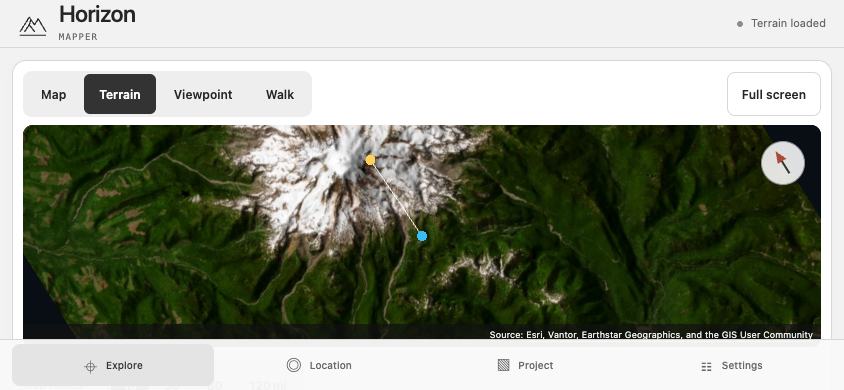 Horizon
MAPPER
Terrain loaded
Map Terrain Viewpoint Walk Full screen
Source: Esri, Vantor, Earthstar Geographics, and the GIS User Community
Explore Location Project Settings